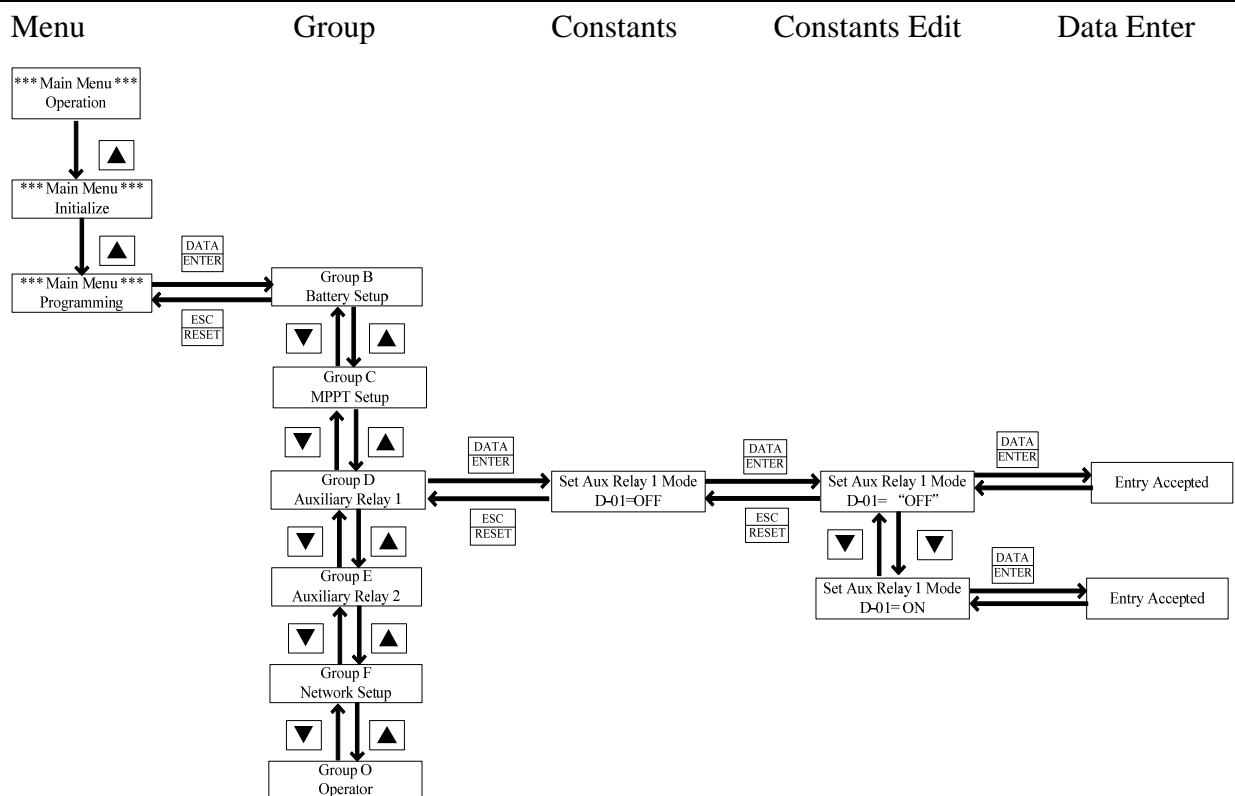 Menu Group Constants Constants Edit Data Enter
*** Main Menu ***
Operation
▲
*** Main Menu ***
Initialize
▲
*** Main Menu ***
Programming
DATA
ENTER
ESC
RESET
Group B
Battery Setup
▼ ▲
Group C
MPPT Setup
▼ ▲
Group D
Auxiliary Relay 1
DATA
ENTER
ESC
RESET
Set Aux Relay 1 Mode
D-01=OFF
DATA
ENTER
ESC
RESET
Set Aux Relay 1 Mode
D-01= “OFF”
DATA
ENTER
Entry Accepted
▼ ▼
Set Aux Relay 1 Mode
D-01=ON
DATA
ENTER
Entry Accepted
▼ ▲
Group E
Auxiliary Relay 2
▼ ▲
Group F
Network Setup
▼ ▲
Group O
Operator